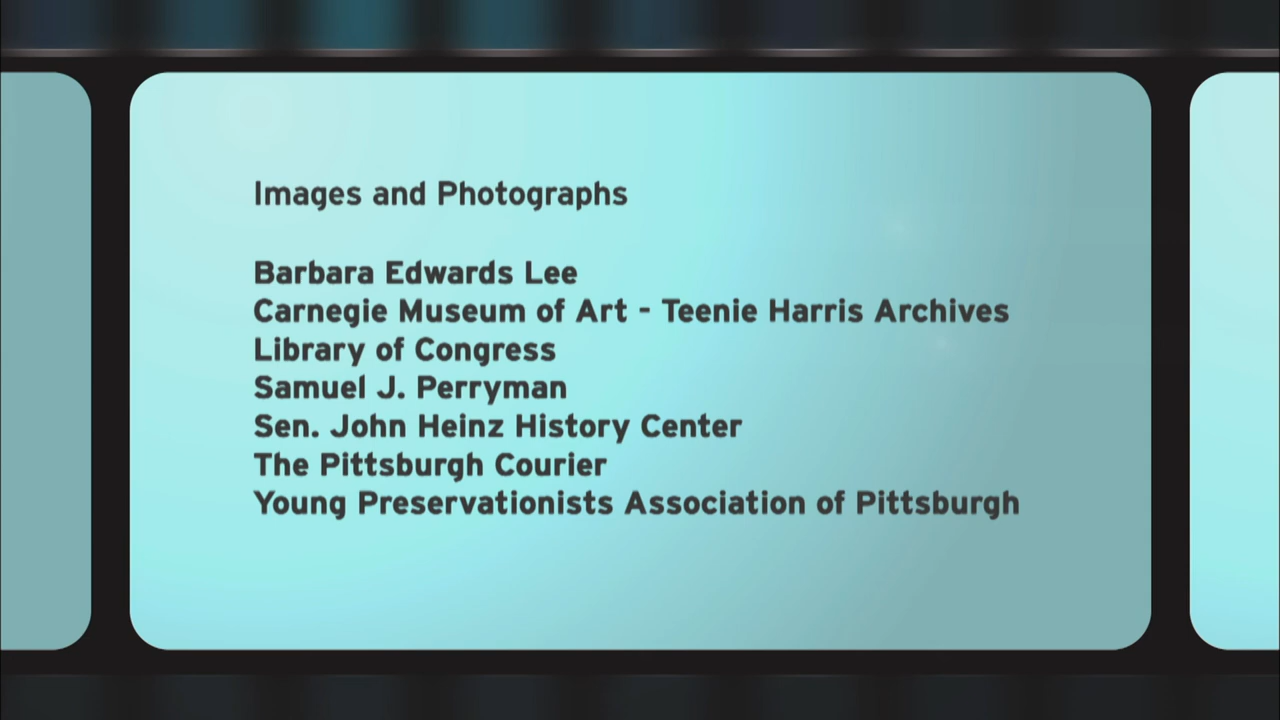 Images and Photographs
Barbara Edwards Lee
Carnegie Museum of Art - Teenie Harris Archives
Library of Congress
Samuel J. Perryman
Sen. John Heinz History Center
The Pittsburgh Courier
Young Preservationists Association of Pittsburgh